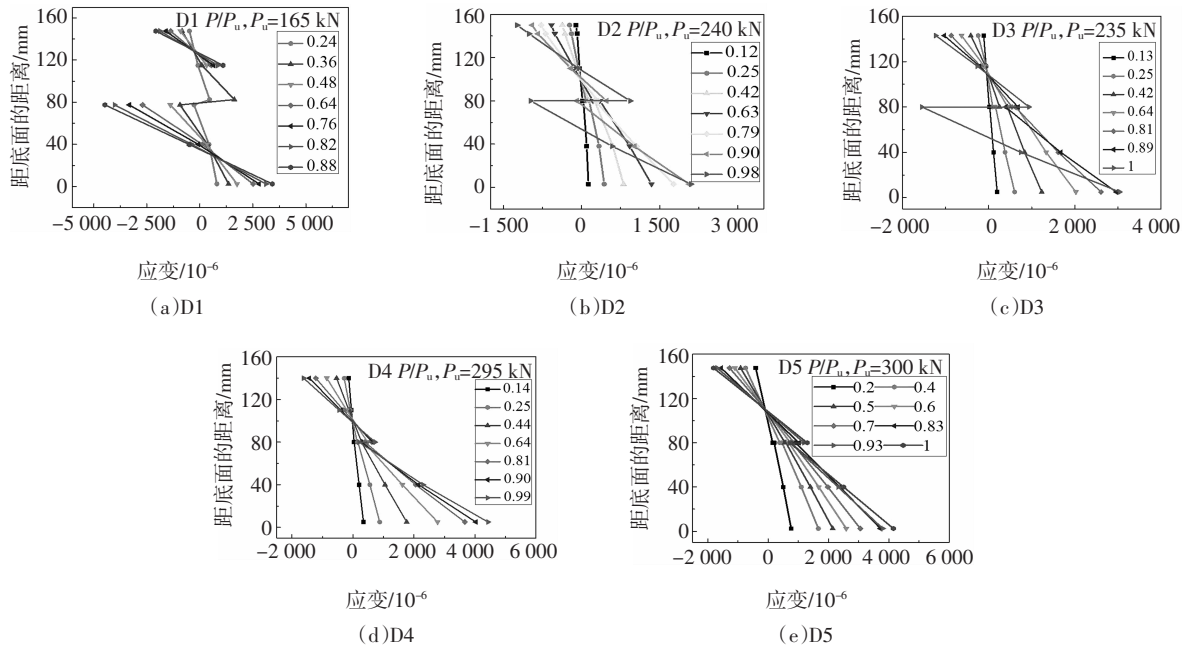 D1 P/Pu,Pu=165 kN
160
120
80
40
0
距底面的距离/mm
0.24
0.36
0.48
0.64
0.76
0.82
0.88
-5 000 -2 500 0 2 500 5 000
应变/10-6
(a)D1
D2 P/Pu,Pu=240 kN
160
120
80
40
0
距底面的距离/mm
0.12
0.25
0.42
0.63
0.79
0.90
0.98
-1 500 0 1 500 3 000
应变/10-6
(b)D2
D3 P/Pu,Pu=235 kN
160
120
80
40
0
距底面的距离/mm
0.13
0.25
0.42
0.64
0.81
0.89
1
-2 000 0 2 000 4 000
应变/10-6
(c)D3
D4 P/Pu,Pu=295 kN
160
120
80
40
0
距底面的距离/mm
0.14
0.25
0.44
0.64
0.81
0.90
0.99
-2 000 0 2 000 4 000 6 000
应变/10-6
(d)D4
D5 P/Pu,Pu=300 kN
160
120
80
40
0
距底面的距离/mm
0.2 0.4
0.5 0.6
0.7 0.83
0.93 1
-2 000 0 2 000 4 000 6 000
应变/10-6
(e)D5